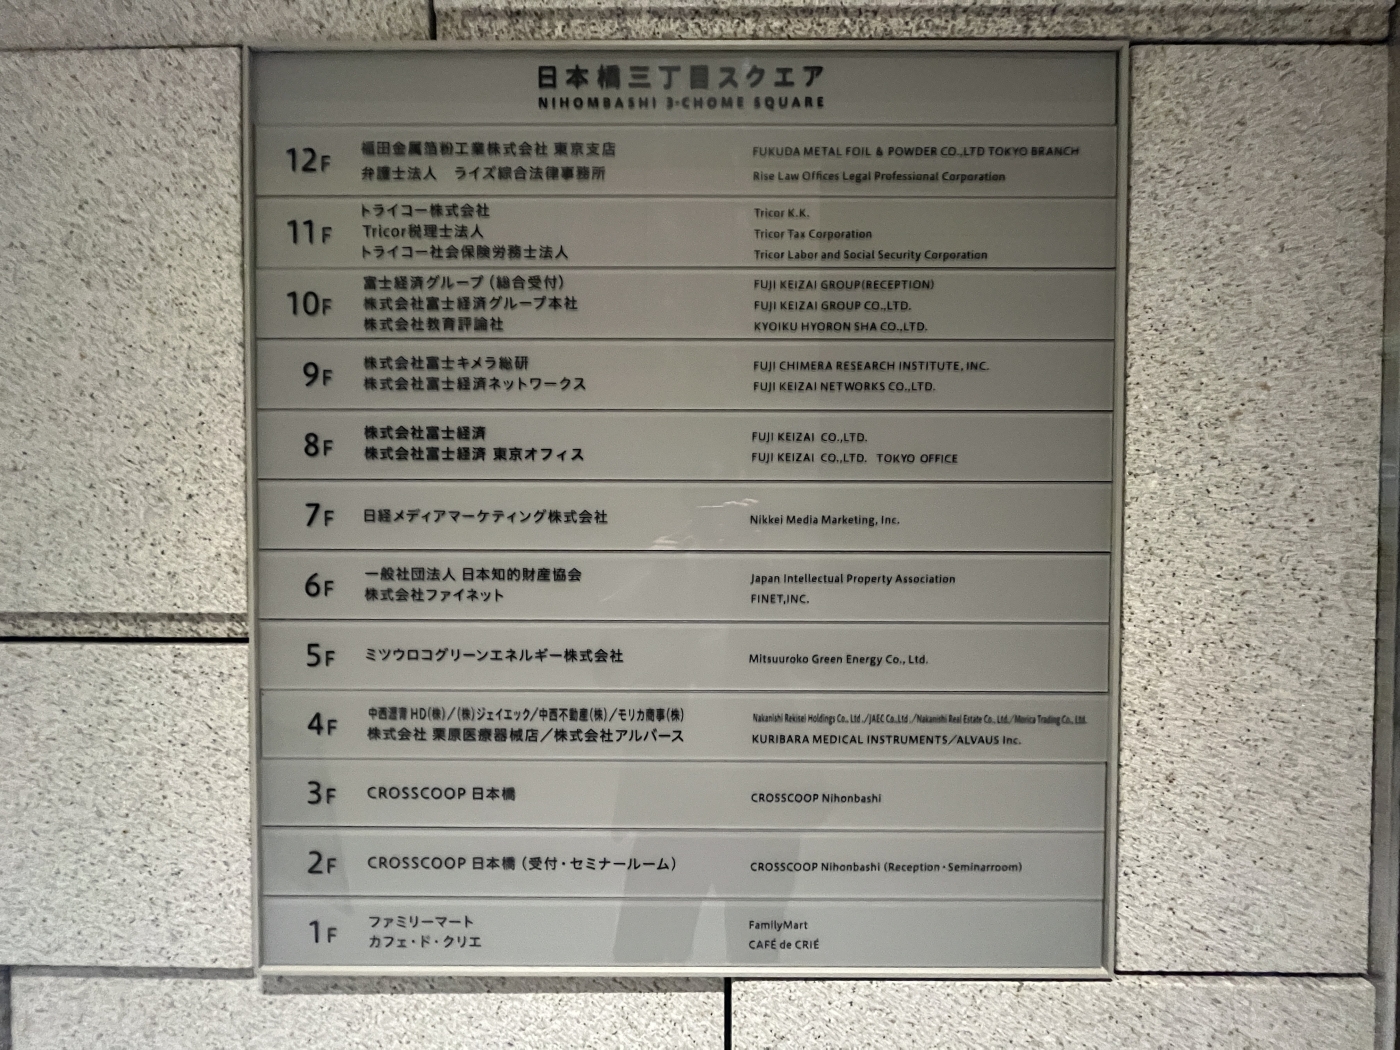 日本橋三丁目スクエア
NIHOMBASHI 3-CHOME SQUARE
12F 福田金属箔粉工業株式会社 東京支店 FUKUDA METAL FOIL & POWDER CO.,LTD TOKYO BRANCH
弁護士法人　ライズ綜合法律事務所 Rise Law Offices Legal Professional Corporation
11F トライコー株式会社 Tricor K.K.
Tricor税理士法人 Tricor Tax Corporation
トライコー社会保険労務士法人 Tricor Labor and Social Security Corporation
10F 富士経済グループ（総合受付） FUJI KEIZAI GROUP(RECEPTION)
株式会社富士経済グループ本社 FUJI KEIZAI GROUP CO.,LTD.
株式会社教育評論社 KYOIKU HYORON SHA CO.,LTD.
9F 株式会社富士キメラ総研 FUJI CHIMERA RESEARCH INSTITUTE, INC.
株式会社富士経済ネットワークス FUJI KEIZAI NETWORKS CO.,LTD.
8F 株式会社富士経済 FUJI KEIZAI CO.,LTD.
株式会社富士経済 東京オフィス FUJI KEIZAI CO.,LTD. TOKYO OFFICE
7F 日経メディアマーケティング株式会社 Nikkei Media Marketing, Inc.
6F 一般社団法人 日本知的財産協会 Japan Intellectual Property Association
株式会社ファイネット FINET,INC.
5F ミツウロコグリーンエネルギー株式会社 Mitsuuroko Green Energy Co., Ltd.
4F 中西瀝青HD(株)／(株)ジェイエック／中西不動産(株)／モリカ商事(株) Nakanishi Rekisei Holdings Co., Ltd ./JAEC Co.,Ltd ./Nakanishi Real Estate Co., Ltd./Morica Trading Co., Ltd.
株式会社 栗原医療器械店／株式会社アルバース KURIBARA MEDICAL INSTRUMENTS／ALVAUS Inc.
3F CROSSCOOP 日本橋 CROSSCOOP Nihonbashi
2F CROSSCOOP 日本橋（受付・セミナールーム） CROSSCOOP Nihonbashi (Reception・Seminarroom)
1F ファミリーマート FamilyMart
カフェ・ド・クリエ CAFÉ de CRIÉ